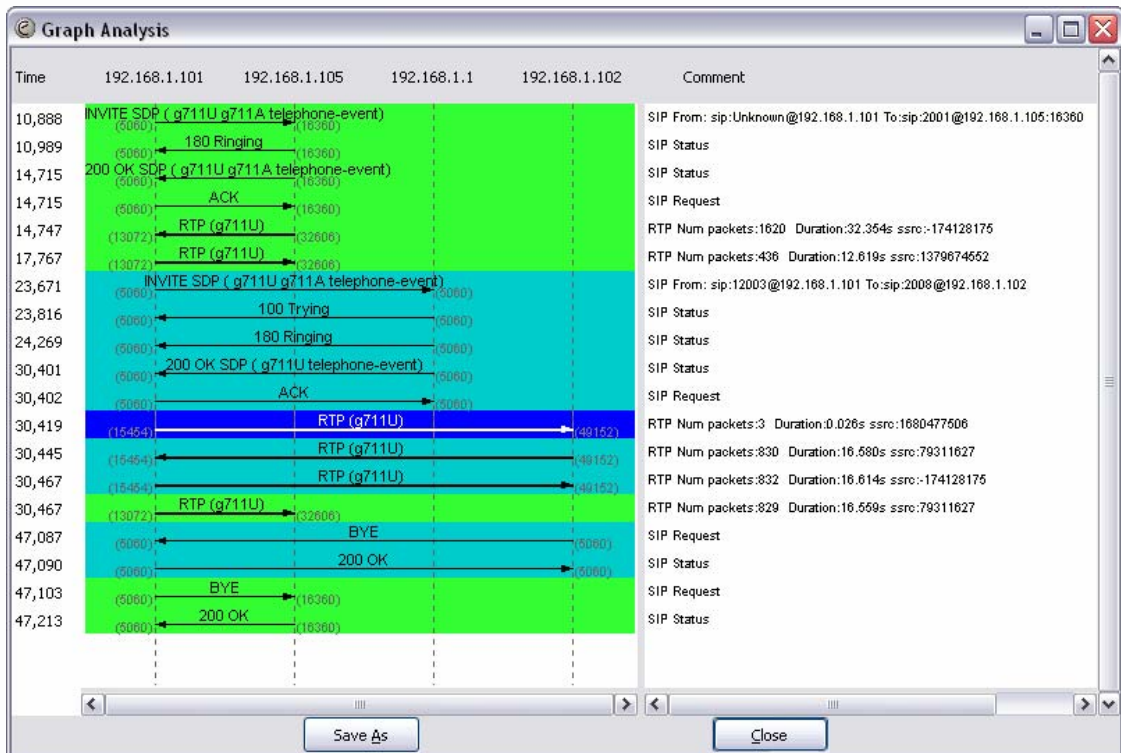 Graph Analysis
Time 192.168.1.101 192.168.1.105 192.168.1.1 192.168.1.102 Comment
10,888 INVITE SDP ( g711U g711A telephone-event) (5060) (16360) SIP From: sip:Unknown@192.168.1.101 To:sip:2001@192.168.1.105:16360
10,989 180 Ringing (5060) (16360) SIP Status
14,715 200 OK SDP ( g711U g711A telephone-event) (5060) (16360) SIP Status
14,715 ACK (5060) (16360) SIP Request
14,747 RTP (g711U) (13072) (32606) RTP Num packets:1620 Duration:32.354s ssrc:-174128175
17,767 RTP (g711U) (13072) (32606) RTP Num packets:436 Duration:12.619s ssrc:1379674552
23,671 INVITE SDP ( g711U g711A telephone-event) (5060) (5060) SIP From: sip:12003@192.168.1.101 To:sip:2008@192.168.1.102
23,816 100 Trying (5060) (5060) SIP Status
24,269 180 Ringing (5060) (5060) SIP Status
30,401 200 OK SDP ( g711U telephone-event) (5060) (5060) SIP Status
30,402 ACK (5060) (5060) SIP Request
30,419 RTP (g711U) (15454) (49152) RTP Num packets:3 Duration:0.026s ssrc:1680477506
30,445 RTP (g711U) (15454) (49152) RTP Num packets:830 Duration:16.580s ssrc:79311627
30,467 RTP (g711U) (15454) (49152) RTP Num packets:832 Duration:16.614s ssrc:-174128175
30,467 RTP (g711U) (13072) (32606) RTP Num packets:829 Duration:16.559s ssrc:79311627
47,087 BYE (5060) (5060) SIP Request
47,090 200 OK (5060) (5060) SIP Status
47,103 BYE (5060) (16360) SIP Request
47,213 200 OK (5060) (16360) SIP Status
Save As Close